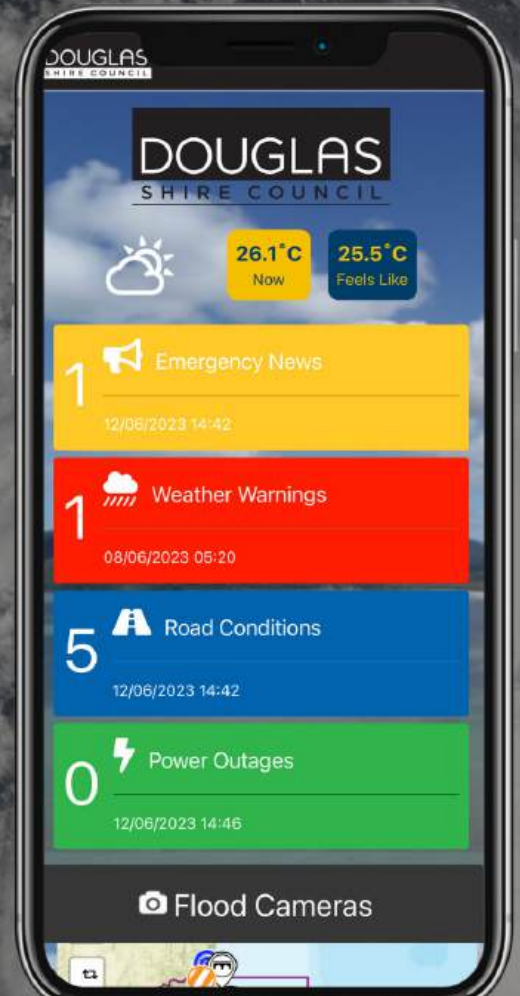 DOUGLAS
SHIRE COUNCIL
DOUGLAS
SHIRE COUNCIL
26.1°C
Now
25.5°C
Feels Like
1
Emergency News
12/06/2023 14:42
1
Weather Warnings
08/06/2023 05:20
5
Road Conditions
12/06/2023 14:42
0
Power Outages
12/06/2023 14:46
Flood Cameras